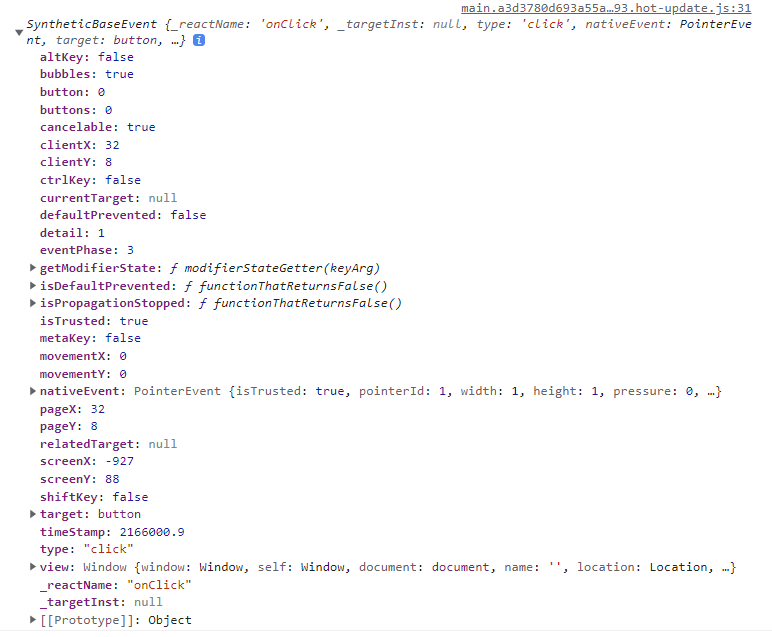 main.a3d3780d693a55a…93.hot-update.js:31
SyntheticBaseEvent {_reactName: 'onClick', _targetInst: null, type: 'click', nativeEvent: PointerEve
nt, target: button, …} i
altKey: false
bubbles: true
button: 0
buttons: 0
cancelable: true
clientX: 32
clientY: 8
ctrlKey: false
currentTarget: null
defaultPrevented: false
detail: 1
eventPhase: 3
getModifierState: ƒ modifierStateGetter(keyArg)
isDefaultPrevented: ƒ functionThatReturnsFalse()
isPropagationStopped: ƒ functionThatReturnsFalse()
isTrusted: true
metaKey: false
movementX: 0
movementY: 0
nativeEvent: PointerEvent {isTrusted: true, pointerId: 1, width: 1, height: 1, pressure: 0, …}
pageX: 32
pageY: 8
relatedTarget: null
screenX: -927
screenY: 88
shiftKey: false
target: button
timeStamp: 2166000.9
type: "click"
view: Window {window: Window, self: Window, document: document, name: '', location: Location, …}
_reactName: "onClick"
_targetInst: null
[[Prototype]]: Object